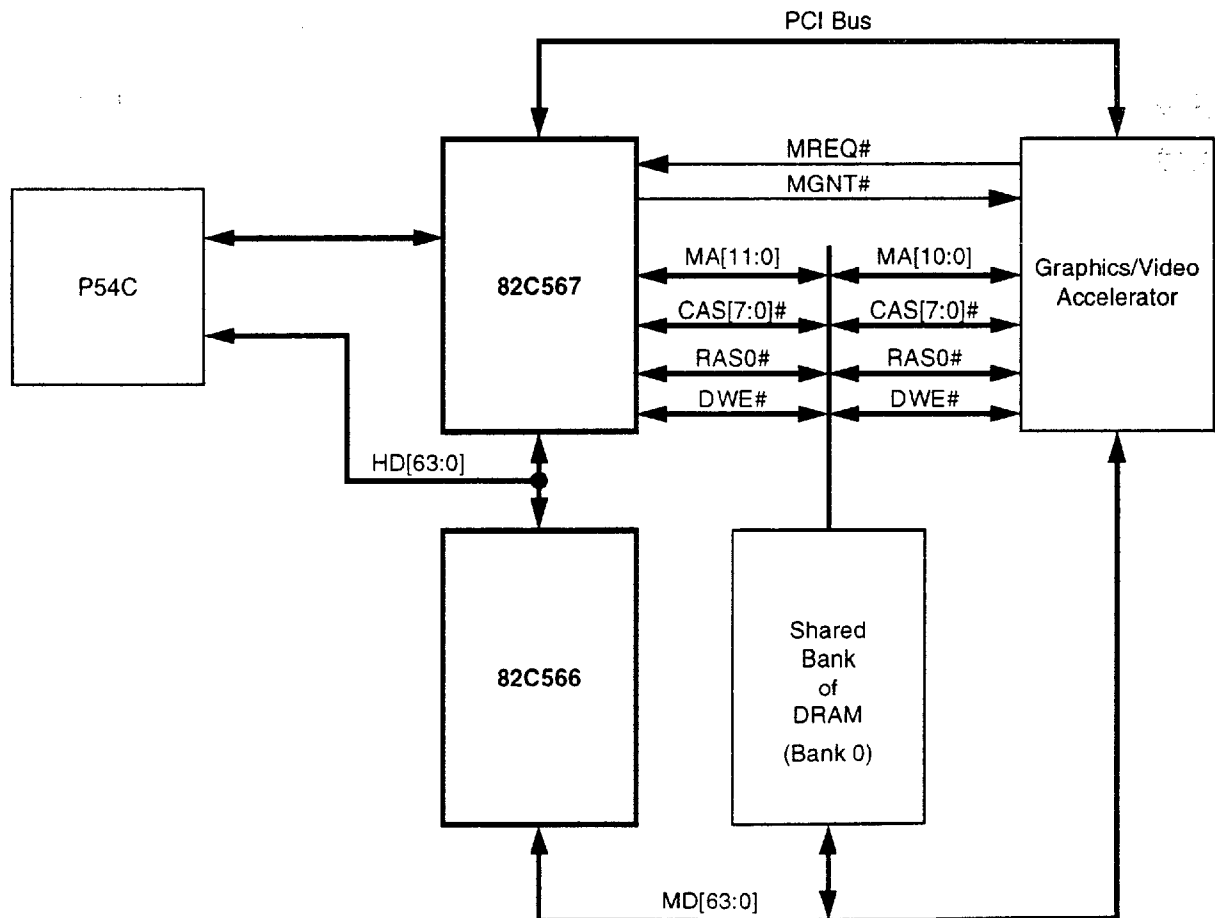 PCI Bus
MREQ#
MGNT#
P54C
82C567
MA[11:0]
MA[10:0]
Graphics/Video
Accelerator
CAS[7:0]#
CAS[7:0]#
RAS0#
RAS0#
DWE#
DWE#
HD[63:0]
82C566
Shared
Bank
of
DRAM
(Bank 0)
MD[63:0]